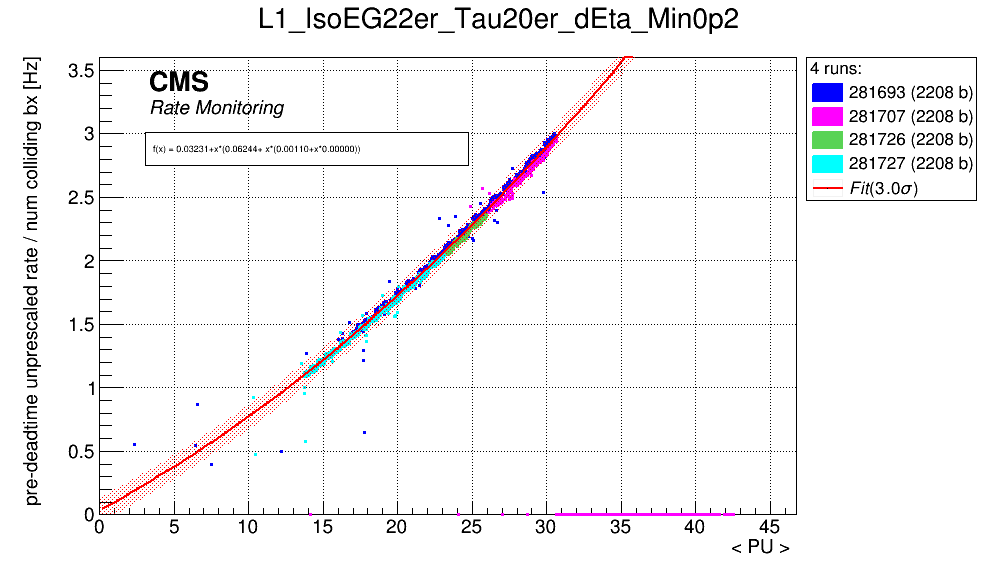 L1_IsoEG22er_Tau20er_dEta_Min0p2
pre-deadtime unprescaled rate / num colliding bx [Hz]
3.5
3
2.5
2
1.5
1
0.5
0
CMS
Rate Monitoring
f(x) = 0.03231+x*(0.06244+ x*(0.00110+x*0.00000))
4 runs:
281693 (2208 b)
281707 (2208 b)
281726 (2208 b)
281727 (2208 b)
Fit(3.0σ)
0 5 10 15 20 25 30 35 40 45
< PU >